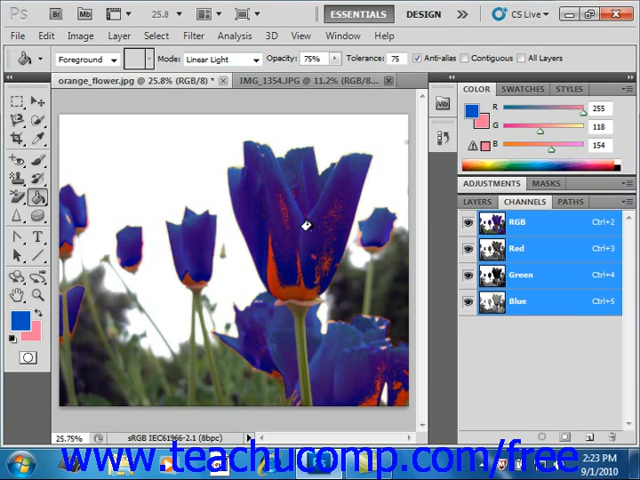 Ps Br Mb 25.8 ESSENTIALS DESIGN CS Live
File Edit Image Layer Select Filter Analysis 3D View Window Help
Foreground Mode: Linear Light Opacity: 75% Tolerance: 75 Anti-alias Contiguous All Layers
orange_flower.jpg @ 25.8% (RGB/8) * IMG_1354.JPG @ 11.2% (RGB/8...
COLOR SWATCHES STYLES
R 255
G 118
B 154
ADJUSTMENTS MASKS
LAYERS CHANNELS PATHS
RGB Ctrl+2
Red Ctrl+3
Green Ctrl+4
Blue Ctrl+5
25.75% sRGB IEC61966-2.1 (8bpc)
www.teachucomp.com/free
2:23 PM
9/1/2010